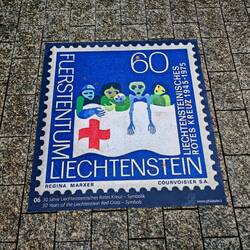 60
FÜRSTENTUM
LIECHTENSTEINISCHES
ROTES KREUZ 1945-1975
LIECHTENSTEIN
REGINA MARXER
COURVOISIER S.A.
06 30 Jahre Liechtensteinisches Rotes Kreuz – Symbolik
30 Years of the Liechtenstein Red Cross – Symbols